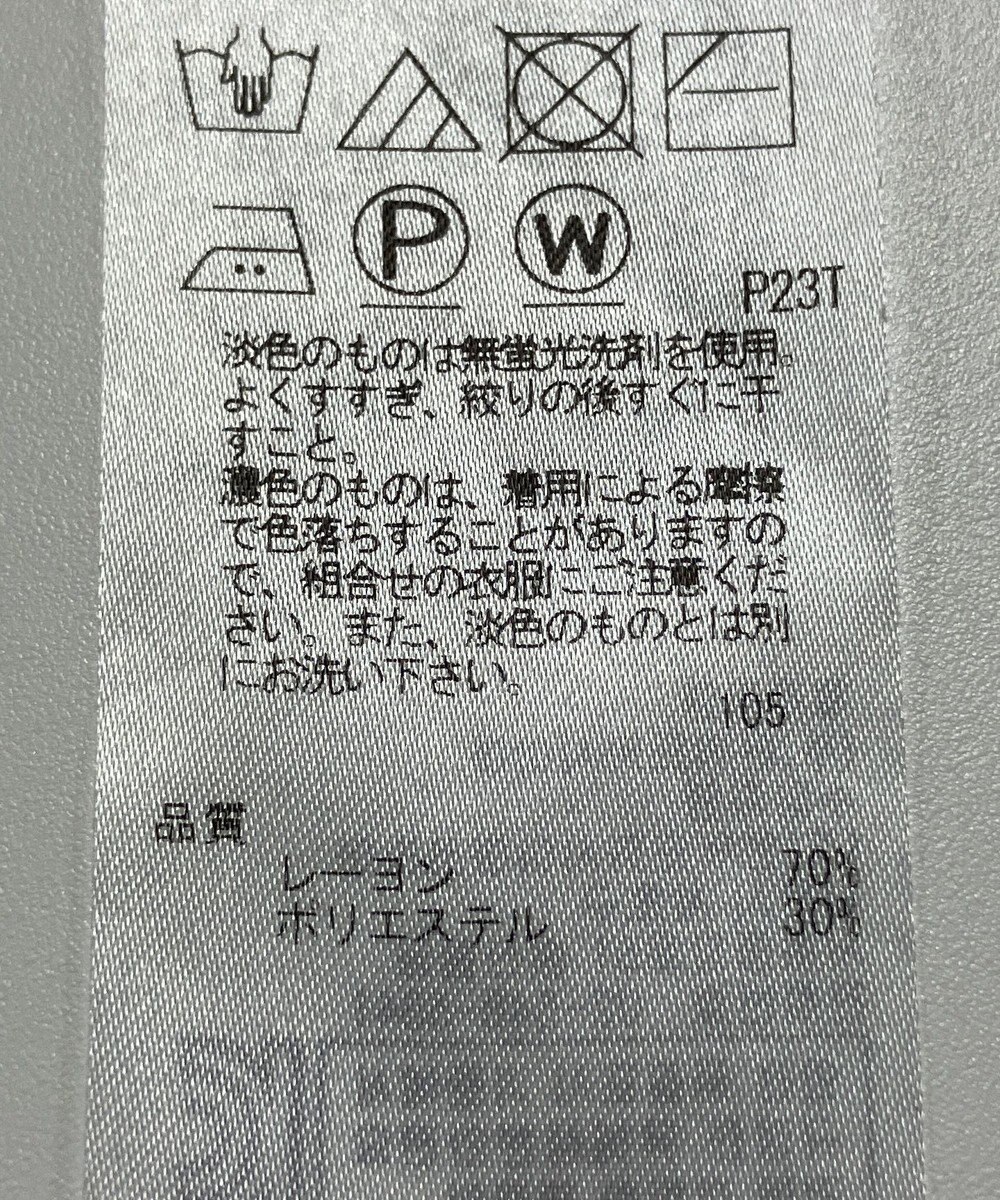 P
W
P23T
淡色のものは無蛍光洗剤を使用。
よくすすぎ、絞りの後すぐに干
すこと。
濃色のものは、着用による摩擦
で色落ちすることがありますの
で、組合せの衣服にご注意くだ
さい。また、淡色のものとは別
にお洗い下さい。
105
品質
レーヨン 70%
ポリエステル 30%